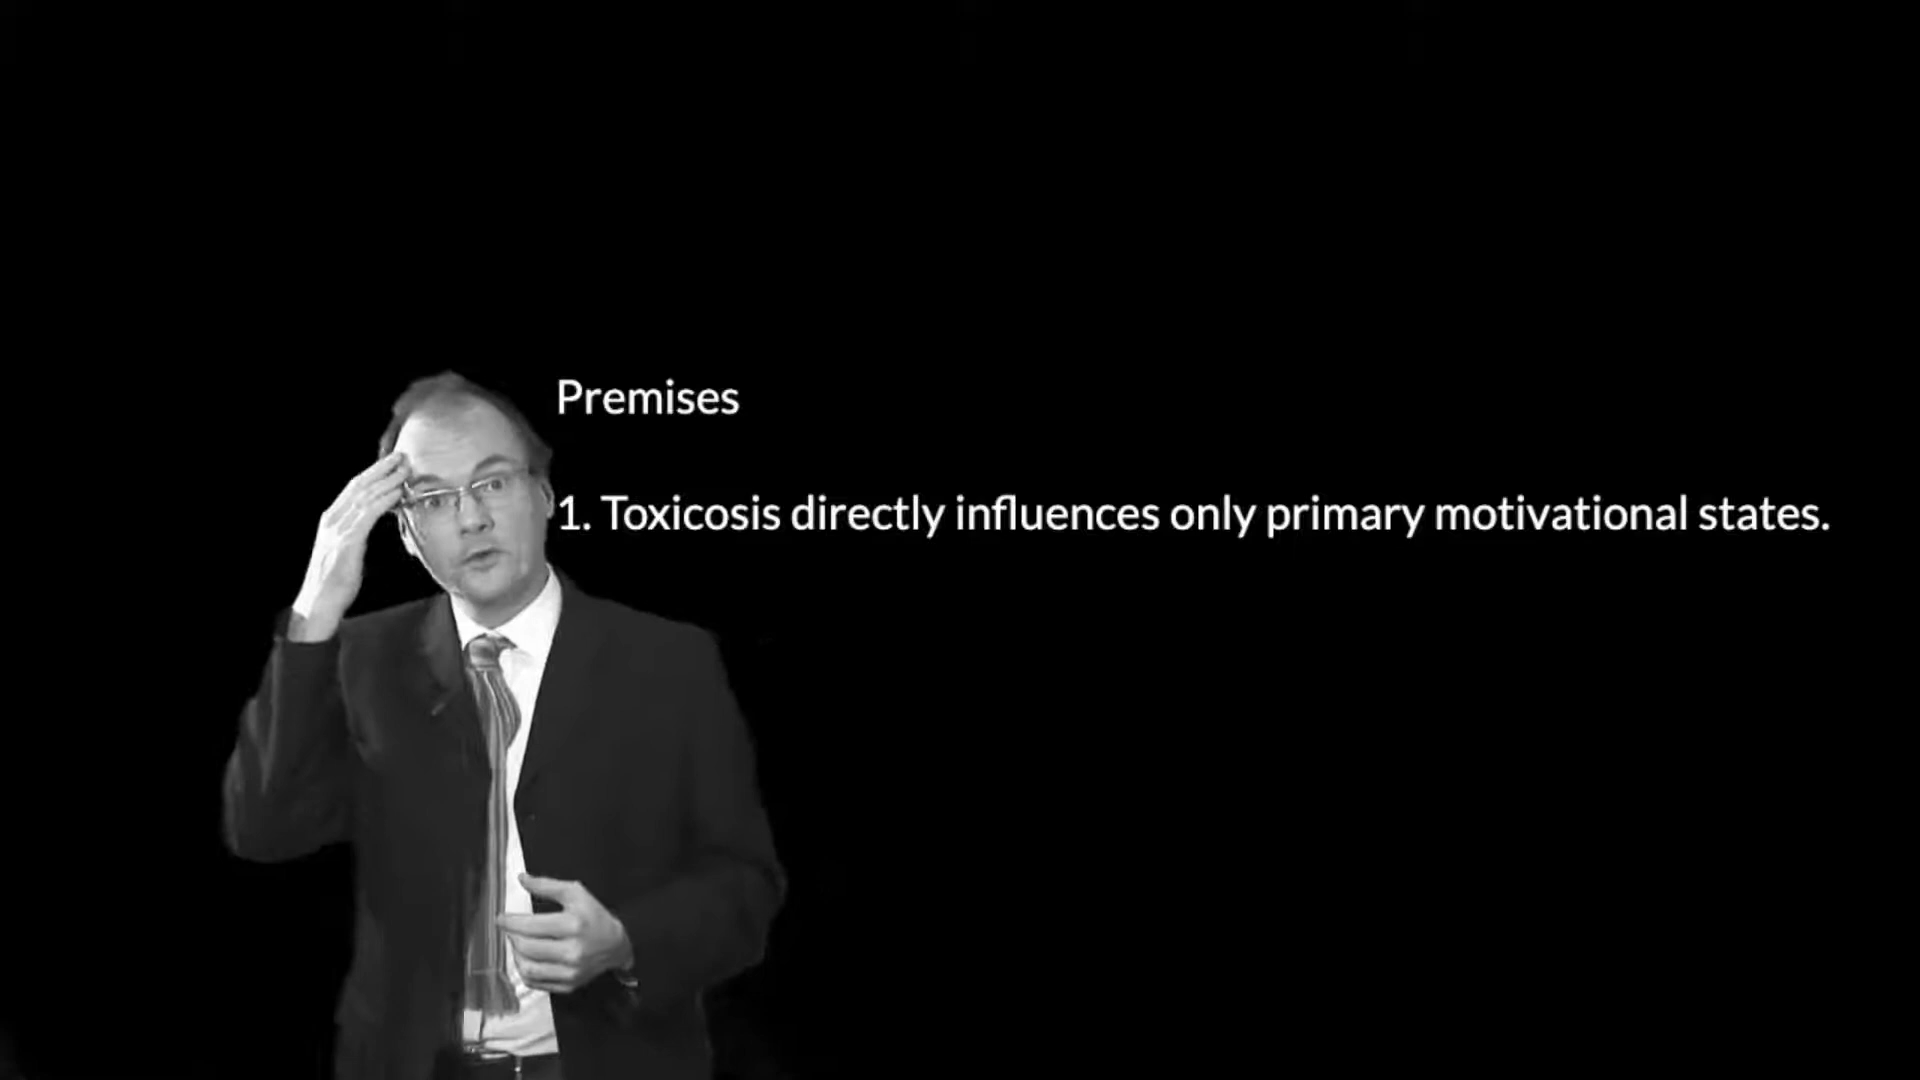 Premises
1. Toxicosis directly influences only primary motivational states.